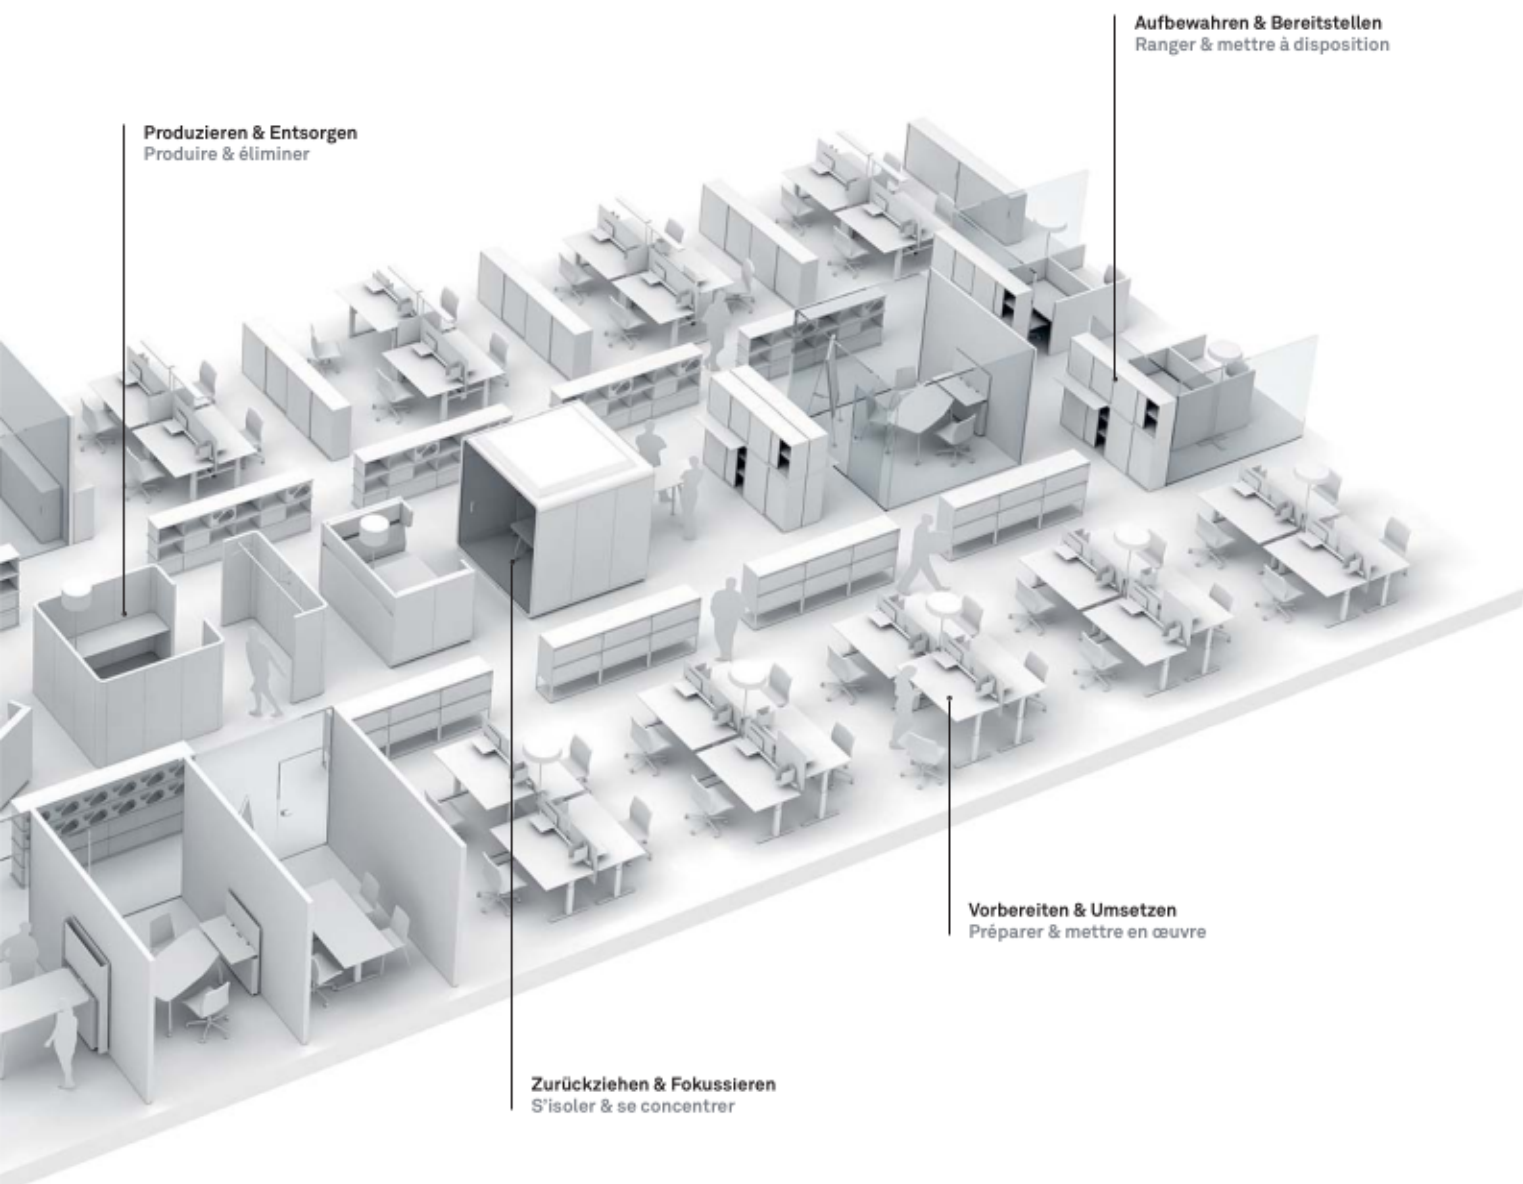 Aufbewahren & Bereitstellen
Ranger & mettre à disposition
Produzieren & Entsorgen
Produire & éliminer
Vorbereiten & Umsetzen
Préparer & mettre en œuvre
Zurückziehen & Fokussieren
S'isoler & se concentrer